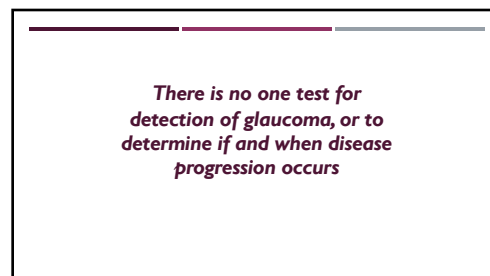 There is no one test for
detection of glaucoma, or to
determine if and when disease
progression occurs